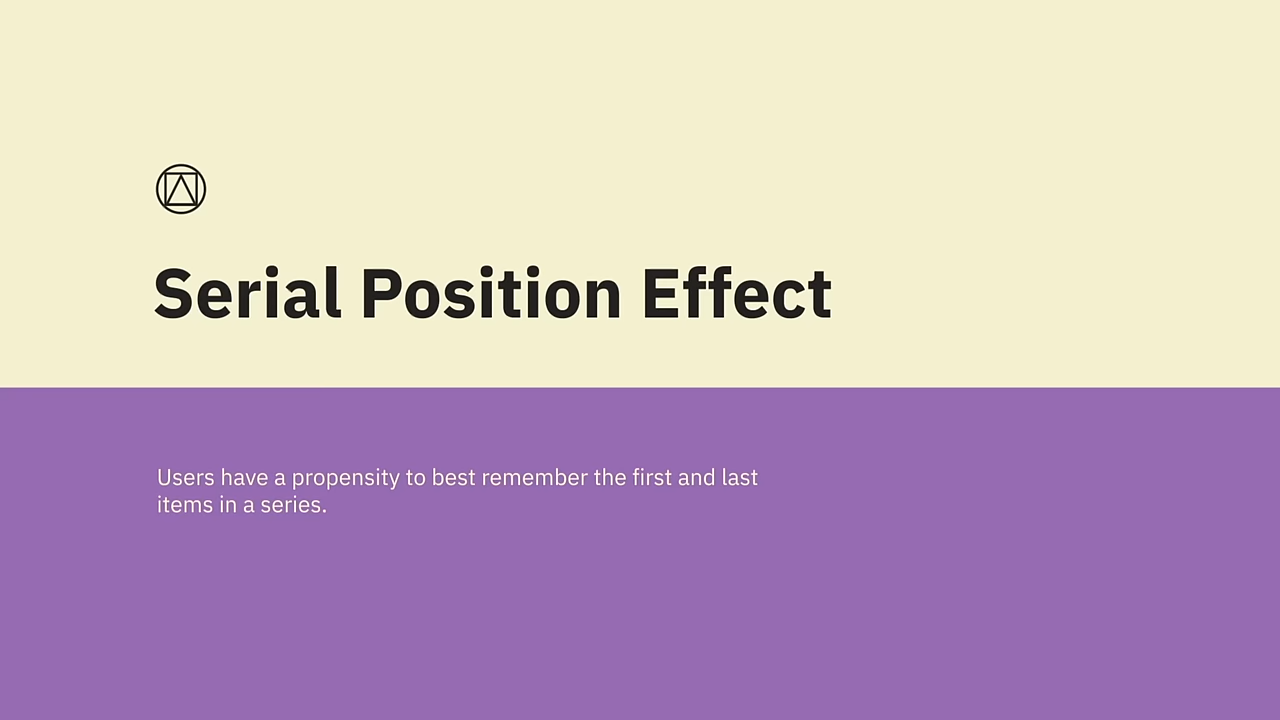 Serial Position Effect
Users have a propensity to best remember the first and last
items in a series.